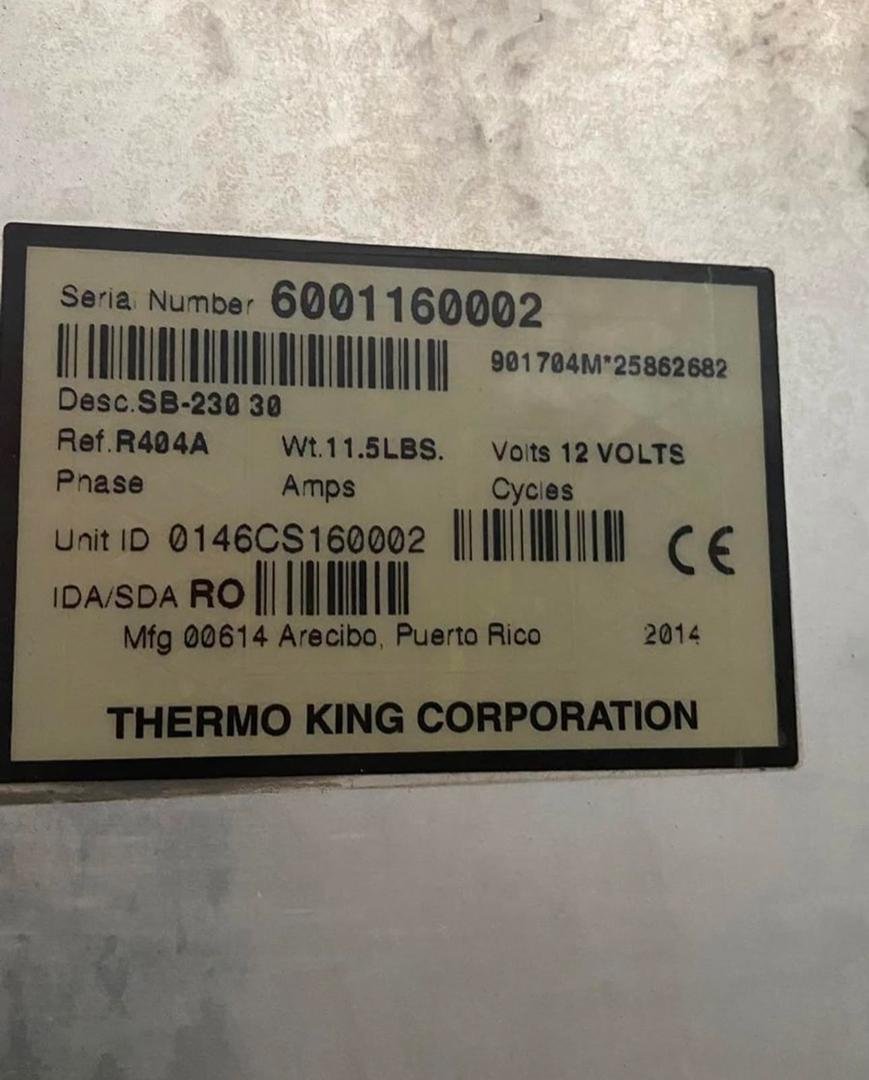 Serial Number 6001160002
901704M*25862682
Desc.SB-230 30
Ref.R404A Wt.11.5LBS. Volts 12 VOLTS
Phase Amps Cycles
Unit ID 0146CS160002 CE
IDA/SDA RO
Mfg 00614 Arecibo, Puerto Rico 2014
THERMO KING CORPORATION